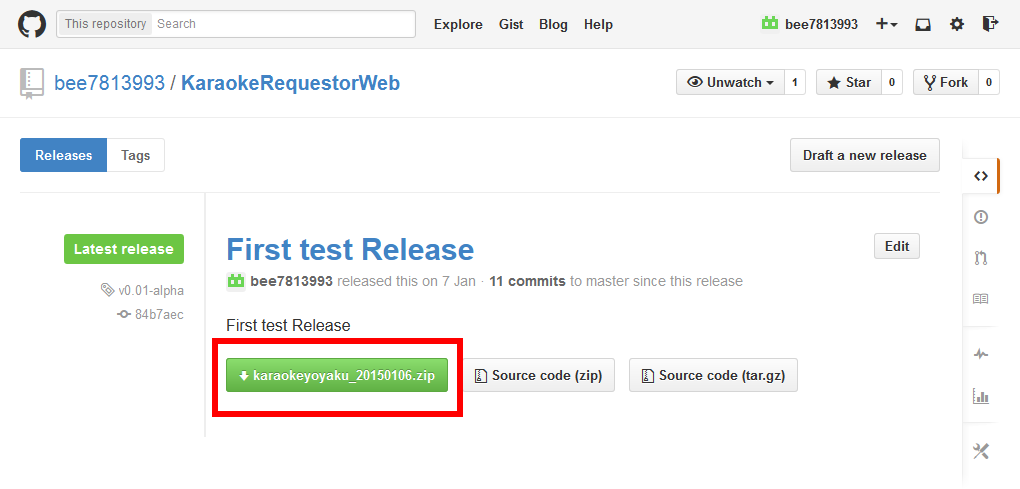 This repository Search Explore Gist Blog Help bee7813993
bee7813993 / KaraokeRequestorWeb Unwatch 1 Star 0 Fork 0
Releases Tags Draft a new release
Latest release
v0.01-alpha
84b7aec
First test Release Edit
bee7813993 released this on 7 Jan · 11 commits to master since this release
First test Release
karaokeyoyaku_20150106.zip Source code (zip) Source code (tar.gz)